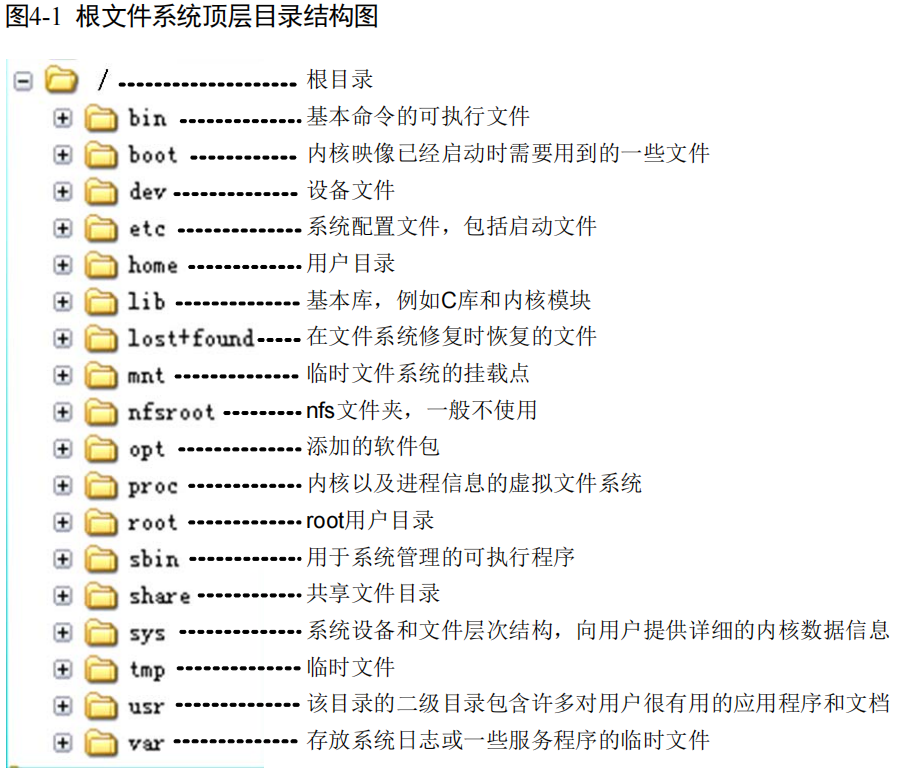 图4-1 根文件系统顶层目录结构图
/ 根目录
bin 基本命令的可执行文件
boot 内核映像已经启动时需要用到的一些文件
dev 设备文件
etc 系统配置文件，包括启动文件
home 用户目录
lib 基本库，例如C库和内核模块
lost+found 在文件系统修复时恢复的文件
mnt 临时文件系统的挂载点
nfsroot nfs文件夹，一般不使用
opt 添加的软件包
proc 内核以及进程信息的虚拟文件系统
root root用户目录
sbin 用于系统管理的可执行程序
share 共享文件目录
sys 系统设备和文件层次结构，向用户提供详细的内核数据信息
tmp 临时文件
usr 该目录的二级目录包含许多对用户很有用的应用程序和文档
var 存放系统日志或一些服务程序的临时文件